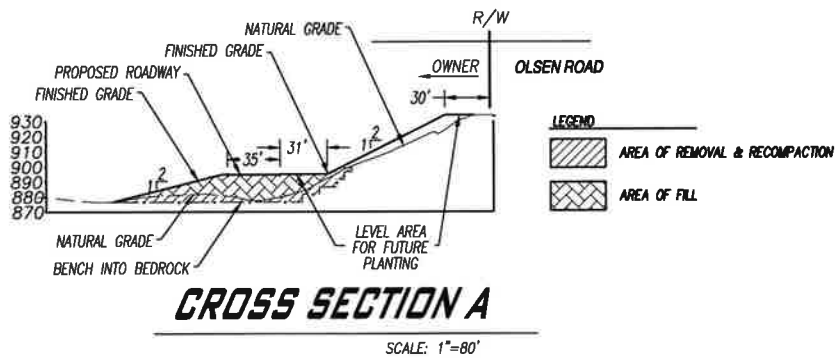 R/W
NATURAL GRADE
FINISHED GRADE
PROPOSED ROADWAY
FINISHED GRADE
OWNER
OLSEN ROAD
30'
31'
35'
2
1
2
1
930
920
910
900
890
880
870
LEGEND
AREA OF REMOVAL & RECOMPACTION
AREA OF FILL
NATURAL GRADE
BENCH INTO BEDROCK
LEVEL AREA
FOR FUTURE
PLANTING
CROSS SECTION A
SCALE: 1"=80'